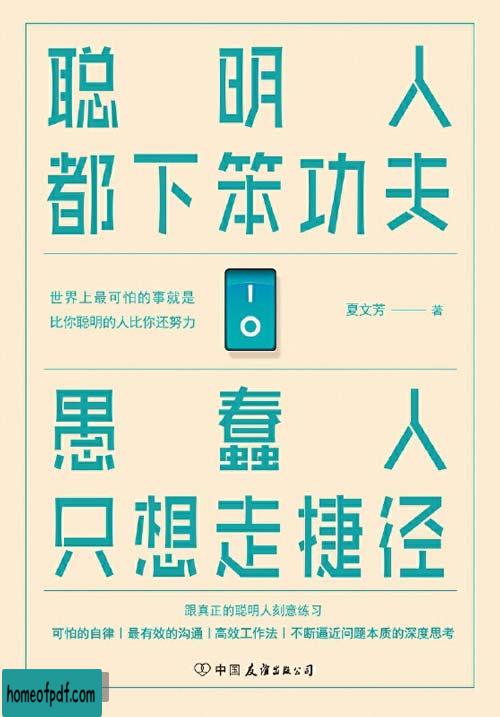 聪明人
都下笨功夫
世界上最可怕的事就是
比你聪明的人比你还努力
夏文芳 —— 著
愚蠢人
只想走捷径
跟真正的聪明人刻意练习
可怕的自律 | 最有效的沟通 | 高效工作法 | 不断逼近问题本质的深度思考
中国友谊出版公司
homeofpdf.com